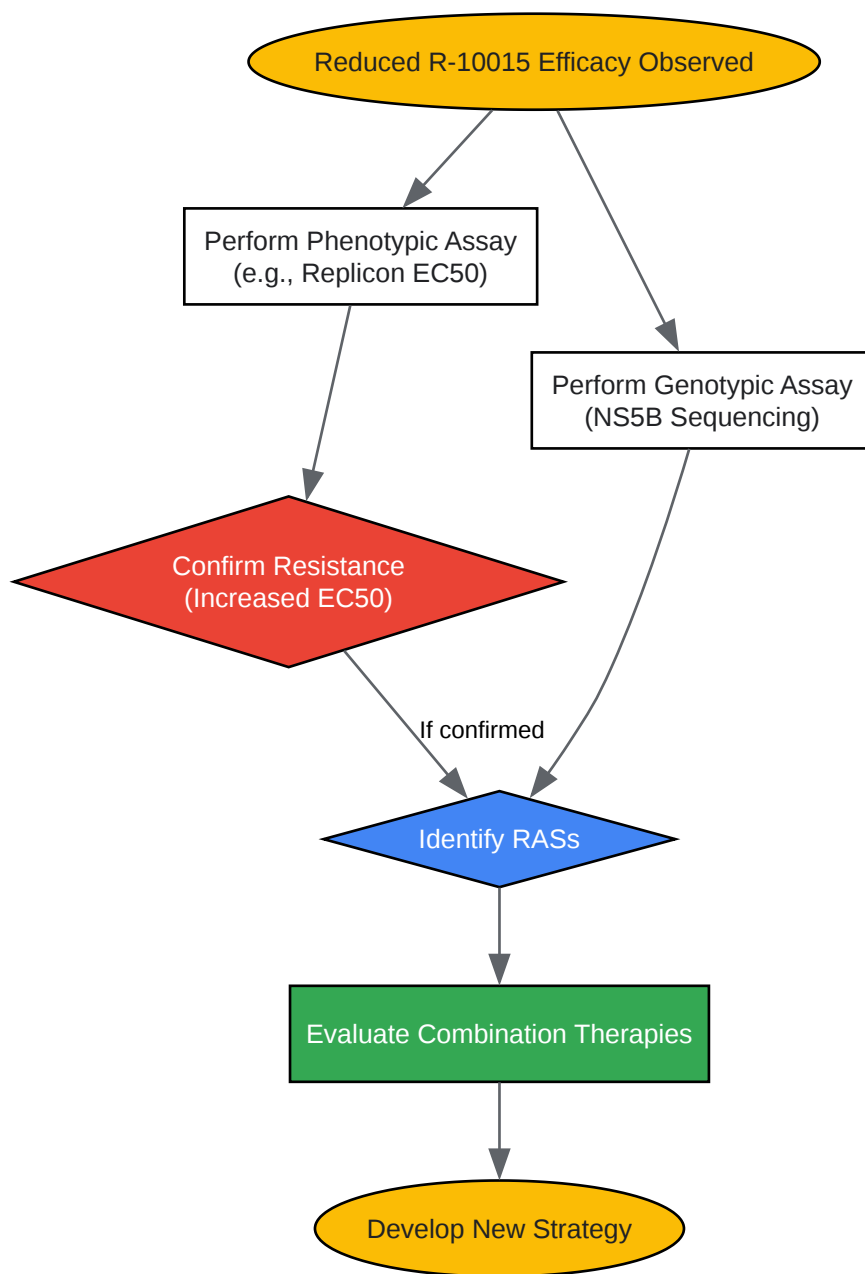 Reduced R-10015 Efficacy Observed
Perform Phenotypic Assay
(e.g., Replicon EC50)
Perform Genotypic Assay
(NS5B Sequencing)
Confirm Resistance
(Increased EC50)
If confirmed
Identify RASs
Evaluate Combination Therapies
Develop New Strategy